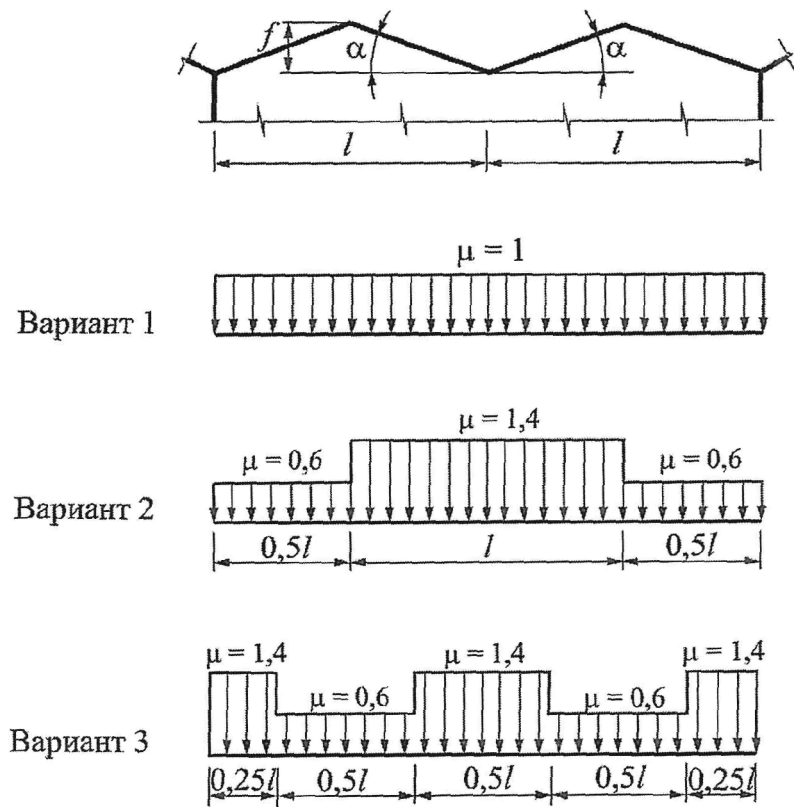 f α α
l l
μ = 1
Вариант 1
μ = 1,4
μ = 0,6 μ = 0,6
Вариант 2
0,5l l 0,5l
μ = 1,4 μ = 1,4 μ = 1,4
μ = 0,6 μ = 0,6
Вариант 3
0,25l 0,5l 0,5l 0,5l 0,25l